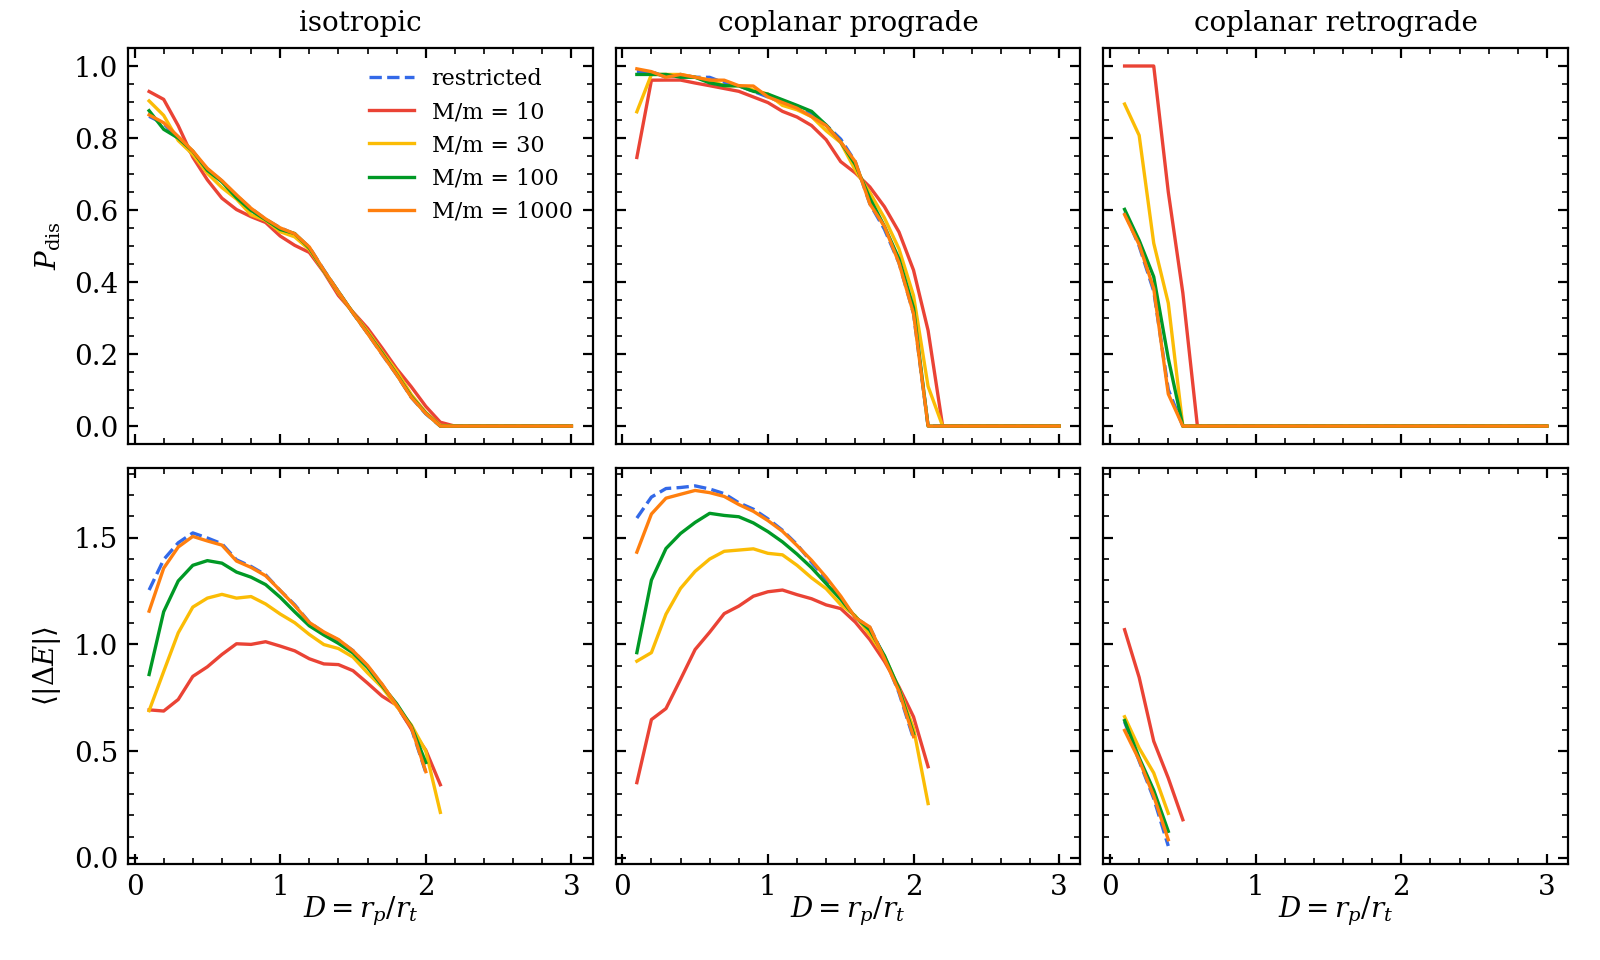 isotropic coplanar prograde coplanar retrograde
restricted
M/m = 10
M/m = 30
M/m = 100
M/m = 1000
P_dis
1.0
0.8
0.6
0.4
0.2
0.0
⟨|ΔE|⟩
1.5
1.0
0.5
0.0
0 1 2 3 0 1 2 3 0 1 2 3
D = r_p/r_t D = r_p/r_t D = r_p/r_t